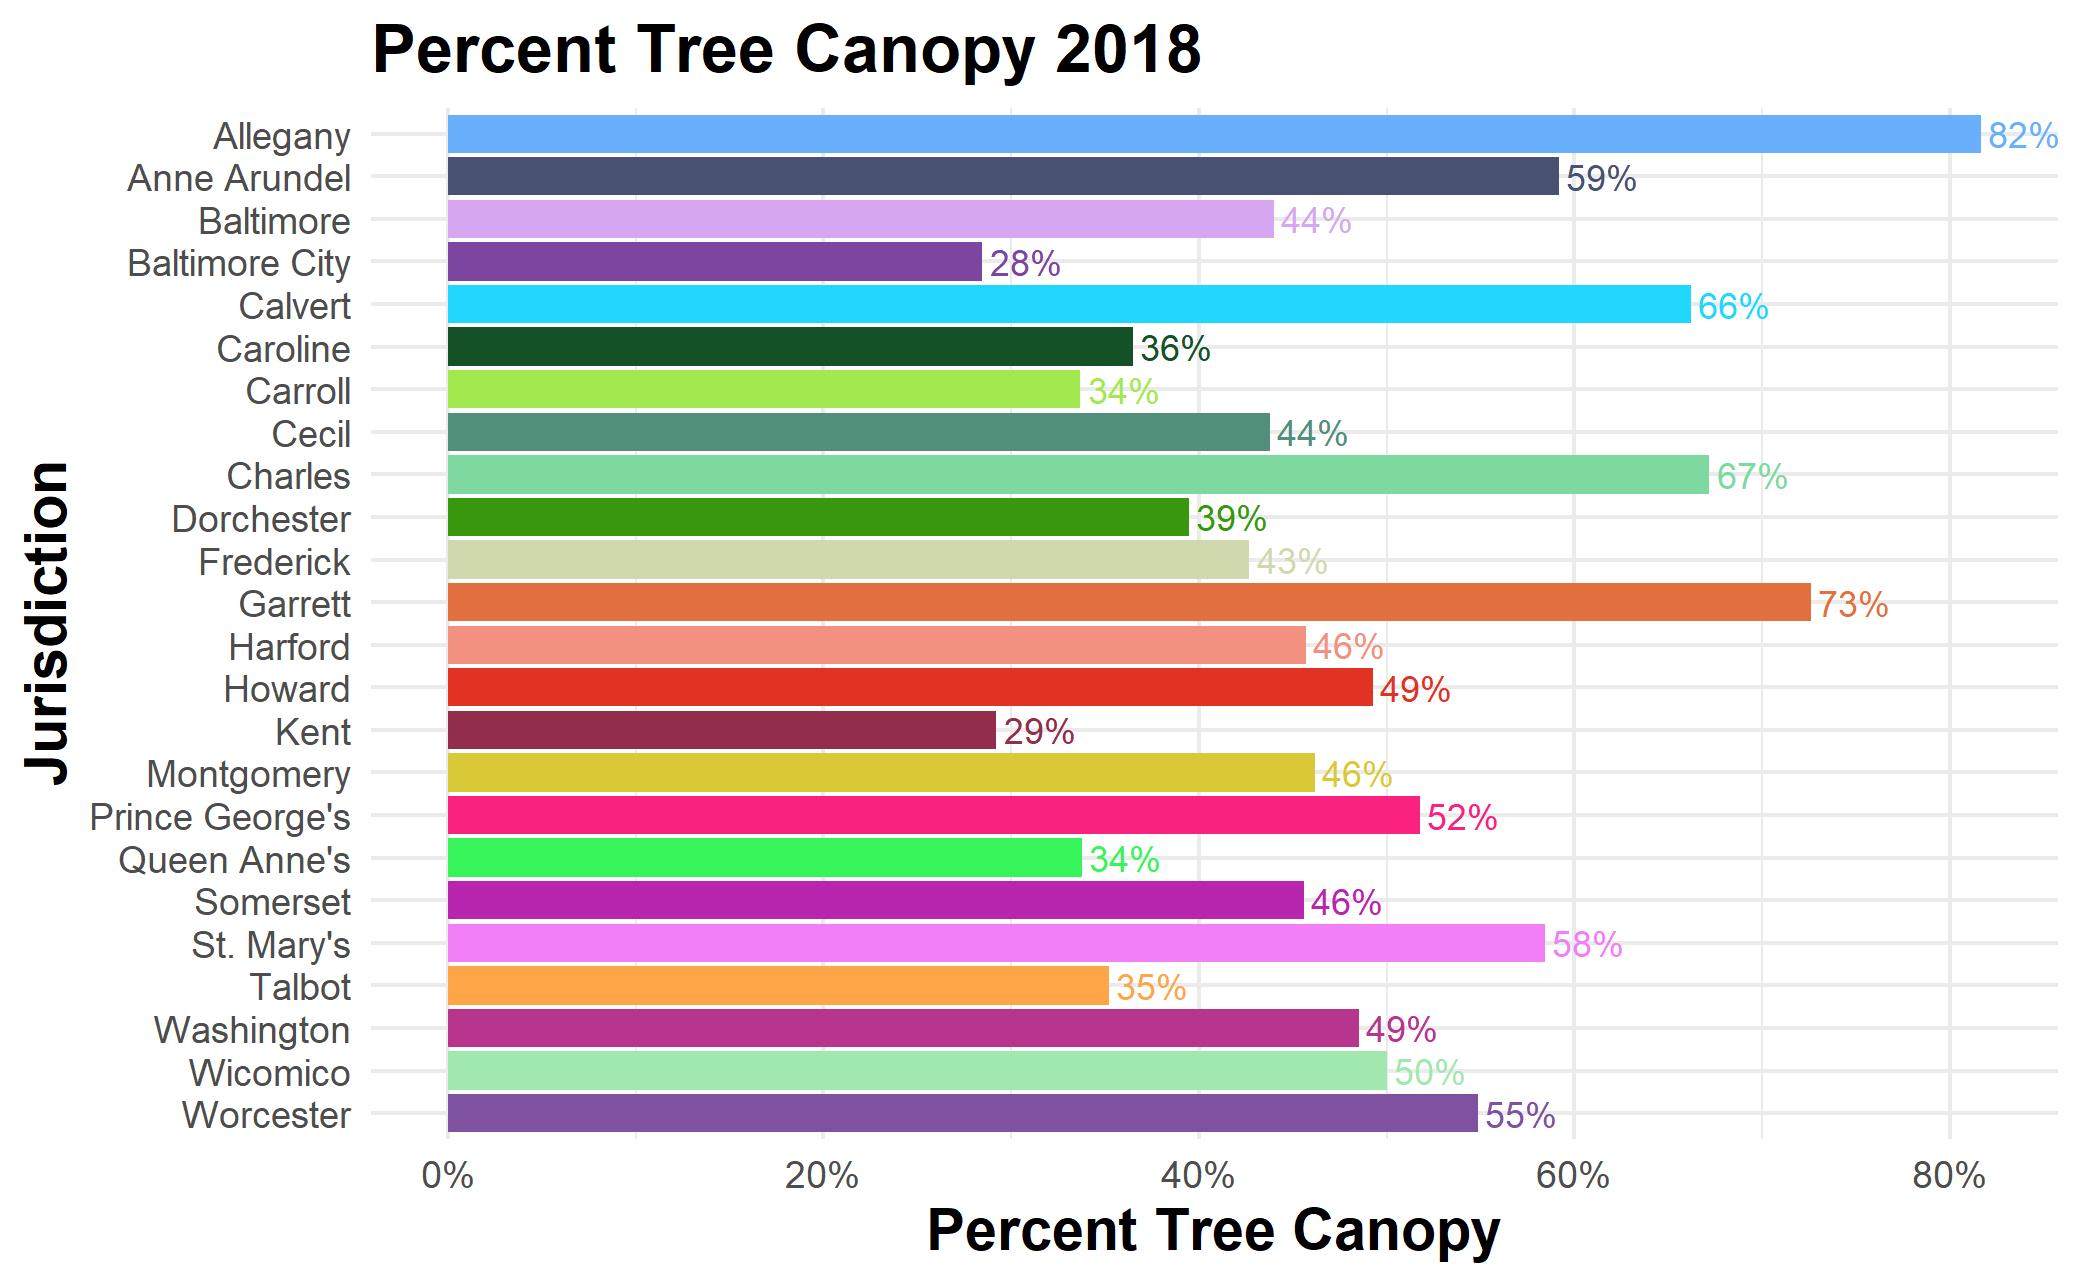 Percent Tree Canopy 2018
Jurisdiction
Allegany 82%
Anne Arundel 59%
Baltimore 44%
Baltimore City 28%
Calvert 66%
Caroline 36%
Carroll 34%
Cecil 44%
Charles 67%
Dorchester 39%
Frederick 43%
Garrett 73%
Harford 46%
Howard 49%
Kent 29%
Montgomery 46%
Prince George's 52%
Queen Anne's 34%
Somerset 46%
St. Mary's 58%
Talbot 35%
Washington 49%
Wicomico 50%
Worcester 55%
0% 20% 40% 60% 80%
Percent Tree Canopy